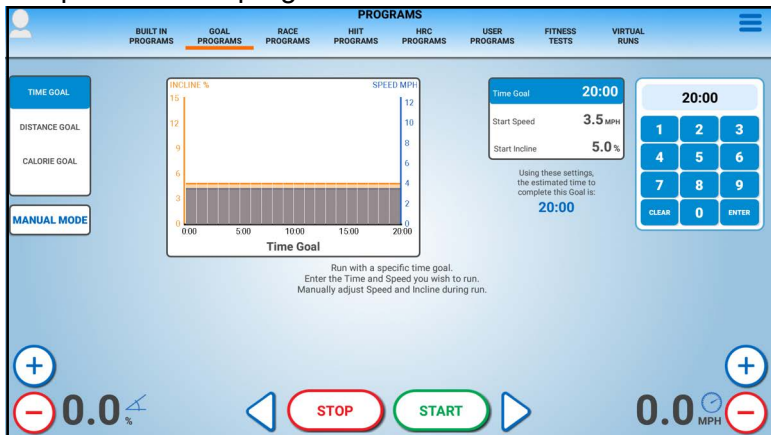 PROGRAMS
BUILT IN PROGRAMS
GOAL PROGRAMS
RACE PROGRAMS
HIIT PROGRAMS
HRC PROGRAMS
USER PROGRAMS
FITNESS TESTS
VIRTUAL RUNS
TIME GOAL
DISTANCE GOAL
CALORIE GOAL
MANUAL MODE
INCLINE %
SPEED MPH
15
12
9
6
3
0
12
10
8
6
4
2
0
0:00 5:00 10:00 15:00 20:00
Time Goal
Time Goal 20:00
Start Speed 3.5 MPH
Start Incline 5.0 %
Using these settings,
the estimated time to
complete this Goal is:
20:00
20:00
1 2 3
4 5 6
7 8 9
CLEAR 0 ENTER
Run with a specific time goal.
Enter the Time and Speed you wish to run.
Manually adjust Speed and Incline during run.
+
+
− 0.0 %
STOP
START
0.0 MPH −